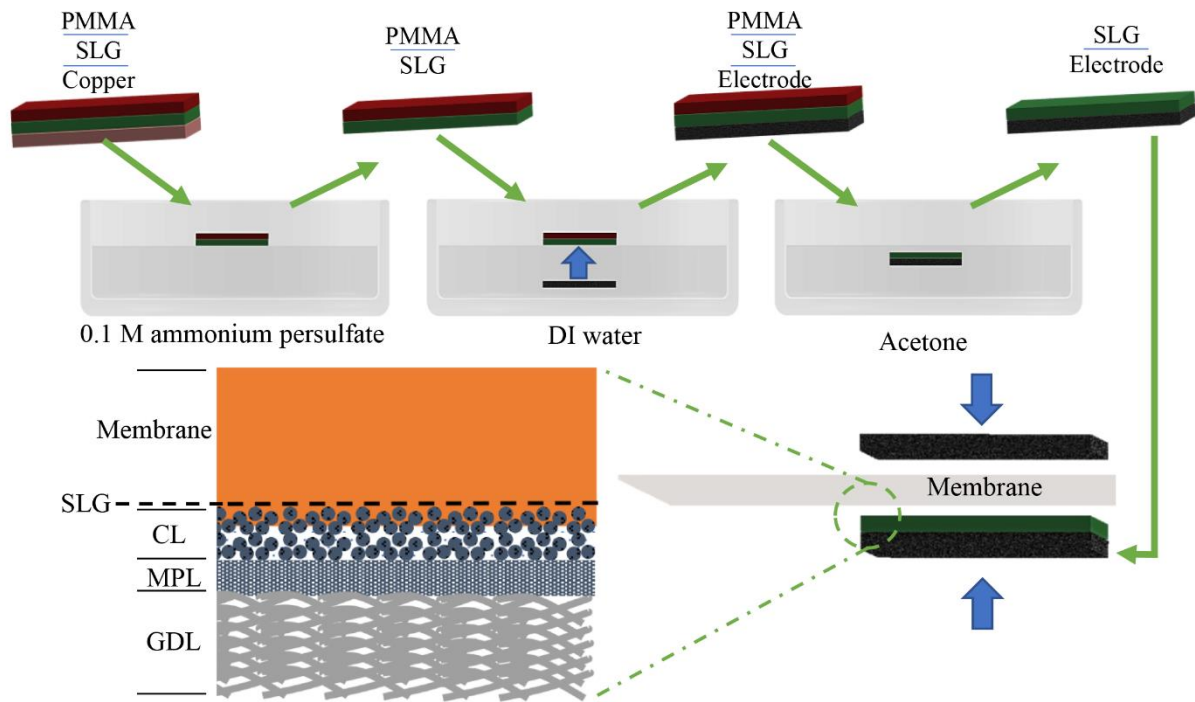 PMMA
SLG
Copper
PMMA
SLG
PMMA
SLG
Electrode
SLG
Electrode
0.1 M ammonium persulfate
DI water
Acetone
Membrane
SLG
CL
MPL
GDL
Membrane